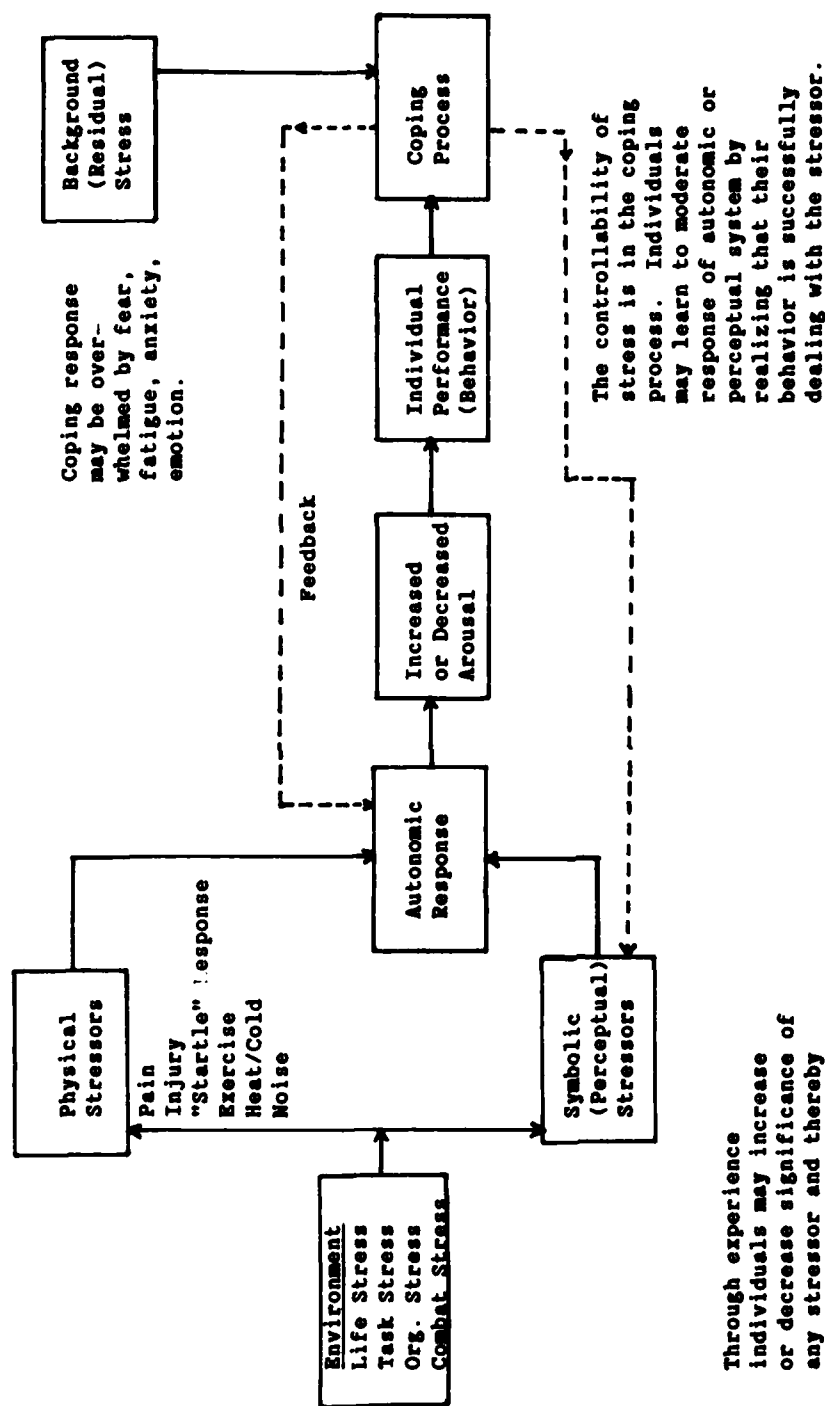 Environment
Life Stress
Task Stress
Org. Stress
Combat Stress
Physical
Stressors
Pain
Injury
"Startle" Response
Exercise
Heat/Cold
Noise
Symbolic
(Perceptual)
Stressors
Through experience
individuals may increase
or decrease significance of
any stressor and thereby
Autonomic
Response
Increased
or Decreased
Arousal
Individual
Performance
(Behavior)
Coping
Process
Background
(Residual)
Stress
Feedback
Coping response
may be over-
whelmed by fear,
fatigue, anxiety,
emotion.
The controllability of
stress is in the coping
process. Individuals
may learn to moderate
response of autonomic or
perceptual system by
realizing that their
behavior is successfully
dealing with the stressor.